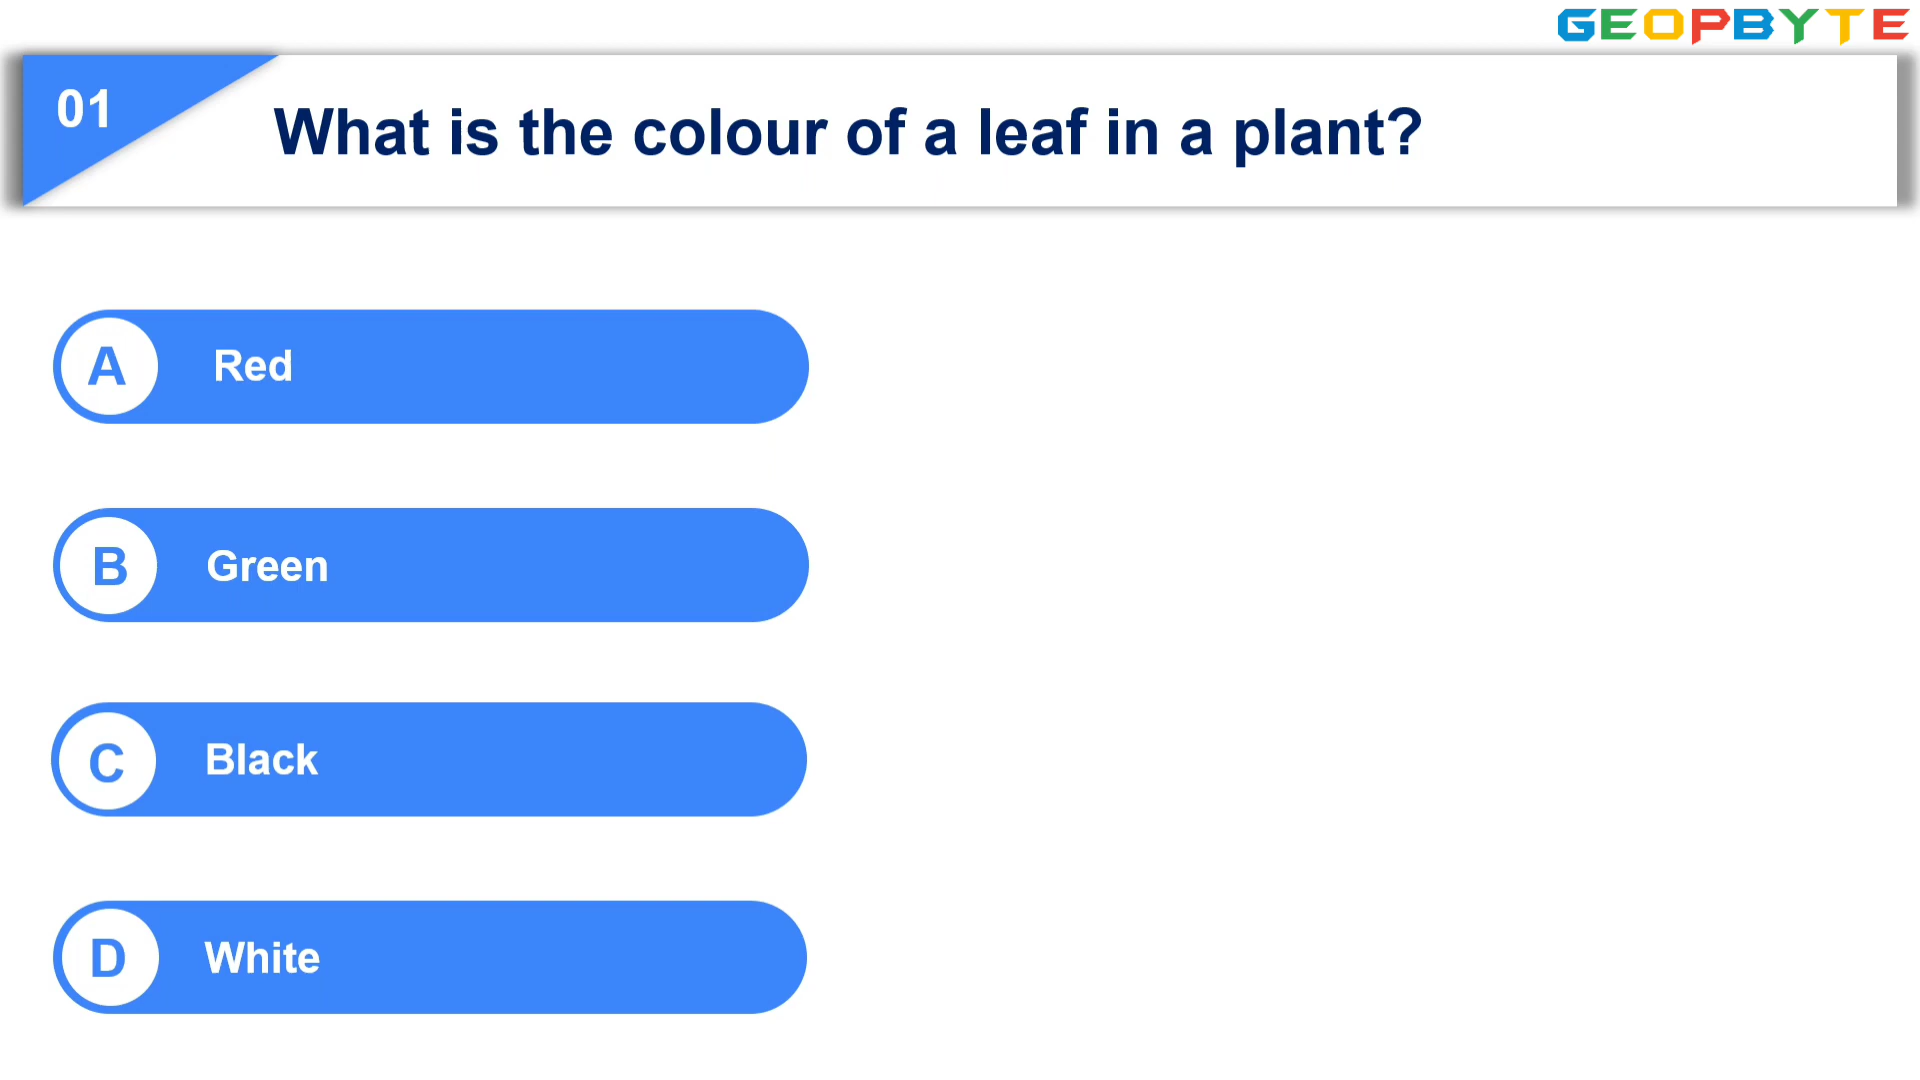 GEOPBYTE
01
What is the colour of a leaf in a plant?
A Red
B Green
C Black
D White